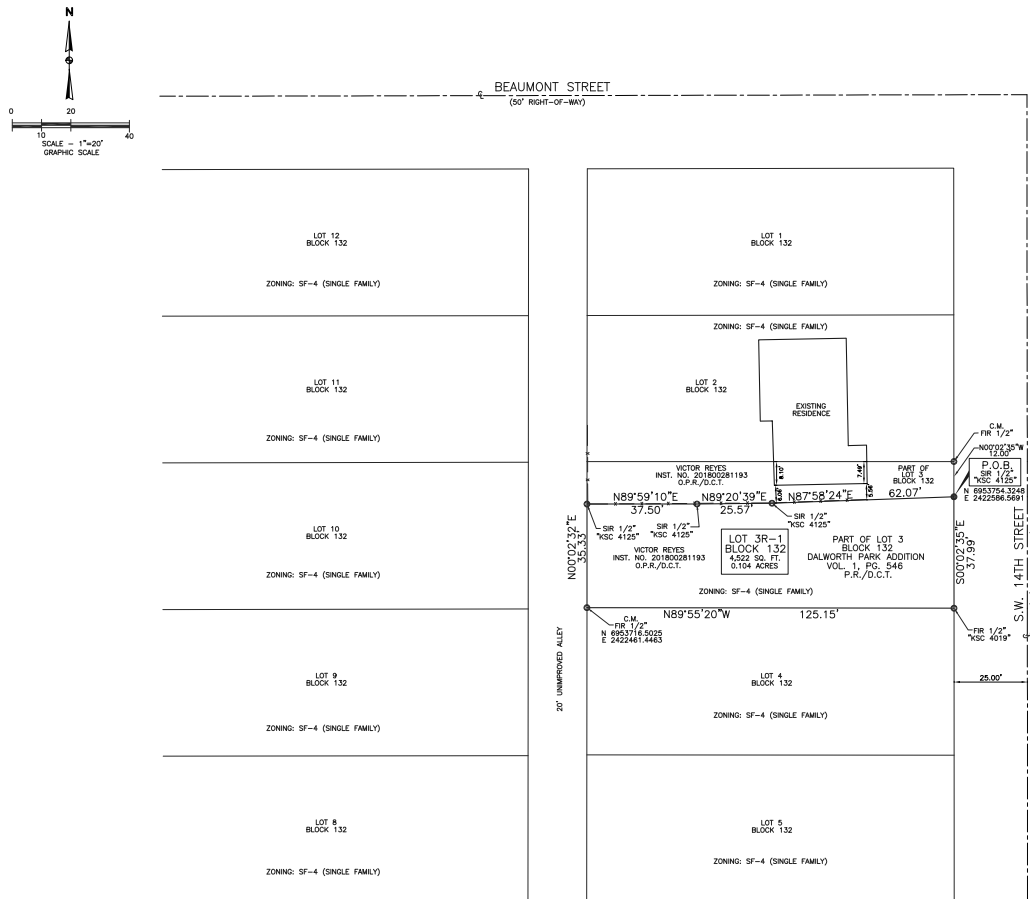 N
BEAUMONT STREET
(50' RIGHT-OF-WAY)
0 20
10 40
SCALE - 1"=20'
GRAPHIC SCALE
LOT 12
BLOCK 132
ZONING: SF-4 (SINGLE FAMILY)
LOT 1
BLOCK 132
ZONING: SF-4 (SINGLE FAMILY)
LOT 11
BLOCK 132
ZONING: SF-4 (SINGLE FAMILY)
ZONING: SF-4 (SINGLE FAMILY)
LOT 2
BLOCK 132
EXISTING
RESIDENCE
C.M.
FIR 1/2"
N00°02'35"W
12.00'
P.O.B.
SIR 1/2"
"KSC 4125"
N 6953754.3248
E 2422586.5691
VICTOR REYES
INST. NO. 201800281193
O.P.R./D.C.T.
8.10'
7.49'
PART OF
LOT 3
BLOCK 132
6.06'
5.56'
N89°59'10"E
37.50'
N89°20'39"E
25.57'
N87°58'24"E
62.07'
SIR 1/2"
"KSC 4125"
SIR 1/2"
"KSC 4125"
SIR 1/2"
"KSC 4125"
LOT 10
BLOCK 132
ZONING: SF-4 (SINGLE FAMILY)
N00°02'32"E
35.33'
VICTOR REYES
INST. NO. 201800281193
O.P.R./D.C.T.
LOT 3R-1
BLOCK 132
4,522 SQ. FT.
0.104 ACRES
PART OF LOT 3
BLOCK 132
DALWORTH PARK ADDITION
VOL. 1, PG. 546
P.R./D.C.T.
ZONING: SF-4 (SINGLE FAMILY)
S00°02'35"E
37.99'
S.W. 14TH STREET
N89°55'20"W
125.15'
C.M.
FIR 1/2"
N 6953716.5025
E 2422461.4463
FIR 1/2"
"KSC 4019"
20' UNIMPROVED ALLEY
LOT 9
BLOCK 132
ZONING: SF-4 (SINGLE FAMILY)
LOT 4
BLOCK 132
ZONING: SF-4 (SINGLE FAMILY)
25.00'
LOT 8
BLOCK 132
ZONING: SF-4 (SINGLE FAMILY)
LOT 5
BLOCK 132
ZONING: SF-4 (SINGLE FAMILY)